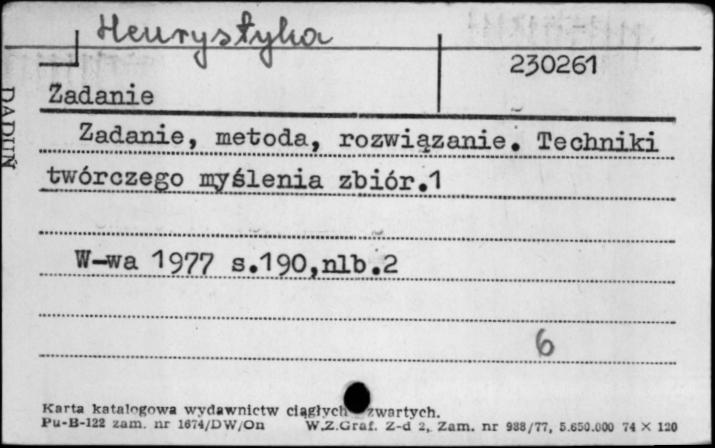 Heurystyka
230261
Zadanie
Zadanie, metoda, rozwiązanie. Techniki
twórczego myślenia zbiór.1
W-wa 1977 s.190,nlb.2
6
Karta katalogowa wydawnictw ciągłych zwartych.
Pu-B-122 zam. nr 1674/DW/On W.Z.Graf. Z-d 2, Zam. nr 988/77, 5.650.000 74 × 120
DADUŃ